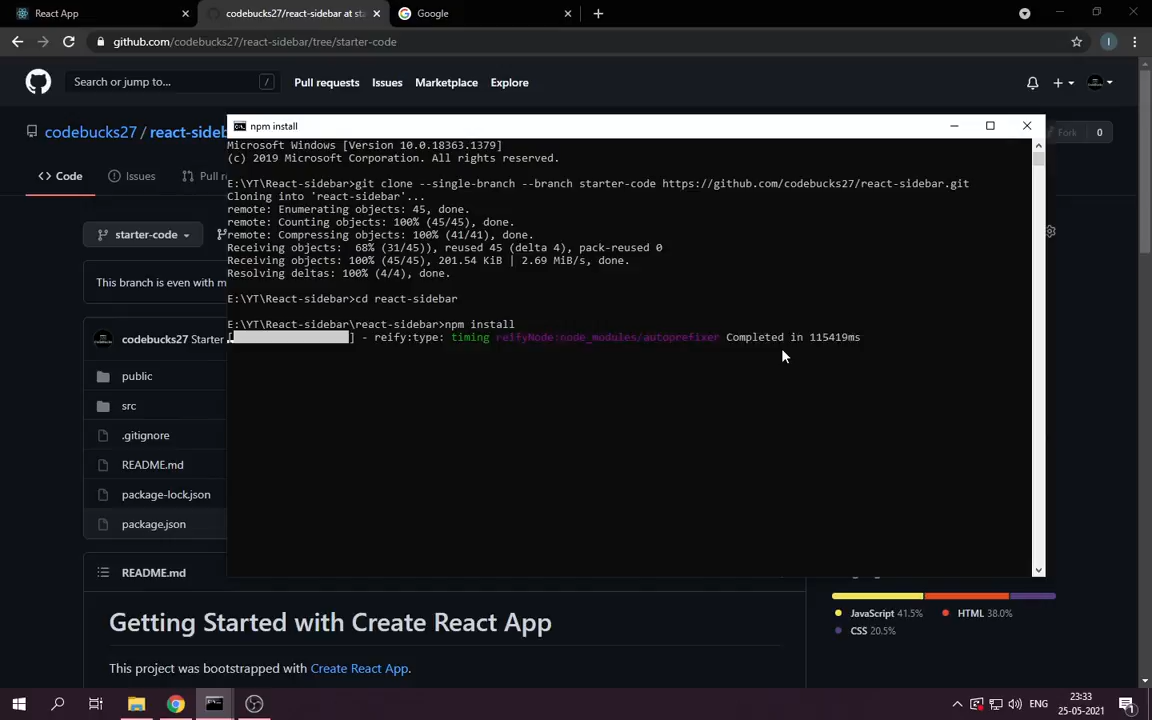 React App
codebucks27/react-sidebar at sta
Google
github.com/codebucks27/react-sidebar/tree/starter-code
Search or jump to...
/
Pull requests
Issues
Marketplace
Explore
codebucks27 / react-sideb
Fork
0
Code
Issues
Pull r
starter-code
This branch is even with m
codebucks27 Starter
public
src
.gitignore
README.md
package-lock.json
package.json
README.md
Getting Started with Create React App
This project was bootstrapped with Create React App.
npm install
Microsoft Windows [Version 10.0.18363.1379]
(c) 2019 Microsoft Corporation. All rights reserved.
E:\YT\React-sidebar>git clone --single-branch --branch starter-code https://github.com/codebucks27/react-sidebar.git
Cloning into 'react-sidebar'...
remote: Enumerating objects: 45, done.
remote: Counting objects: 100% (45/45), done.
remote: Compressing objects: 100% (41/41), done.
Receiving objects:  68% (31/45)), reused 45 (delta 4), pack-reused 0
Receiving objects: 100% (45/45), 201.54 KiB | 2.69 MiB/s, done.
Resolving deltas: 100% (4/4), done.
E:\YT\React-sidebar>cd react-sidebar
E:\YT\React-sidebar\react-sidebar>npm install
[ ] - reify:type: timing reifyNode:node_modules/autoprefixer Completed in 115419ms
JavaScript 41.5%
HTML 38.0%
CSS 20.5%
ENG
23:33
25-05-2021
1